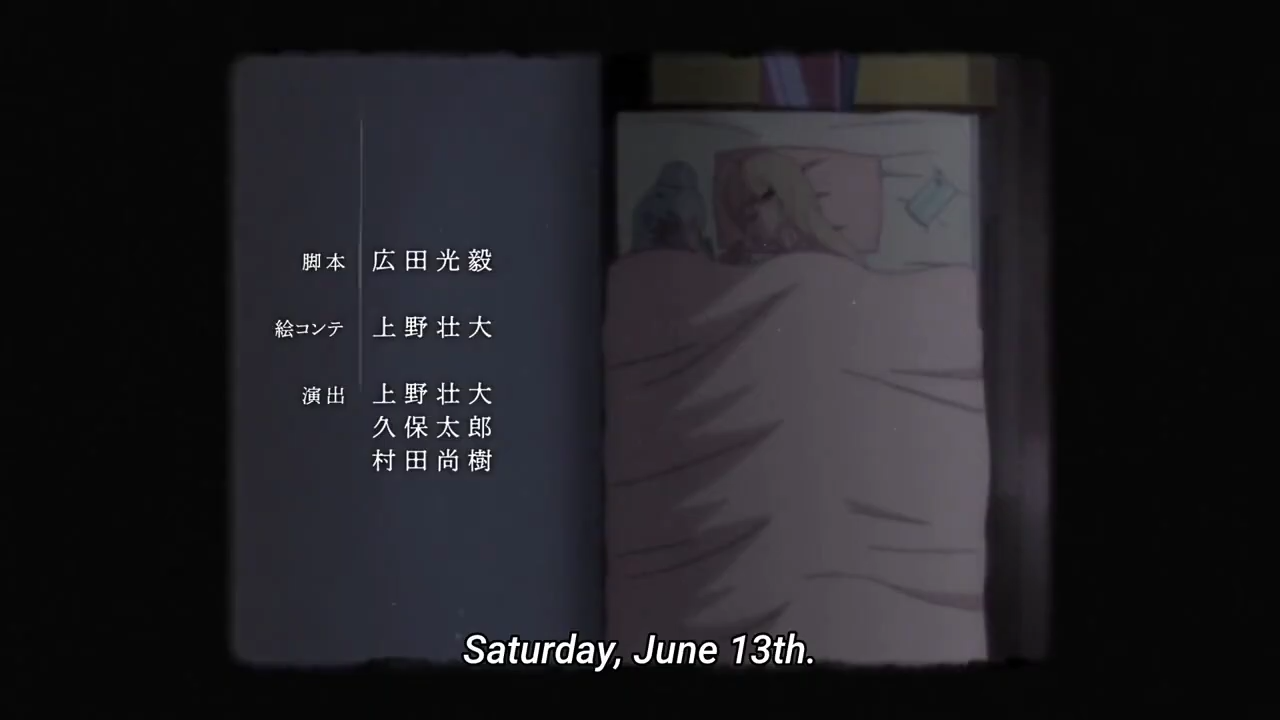 脚本 広田光毅
絵コンテ 上野壮大
演出 上野壮大
久保太郎
村田尚樹
Saturday, June 13th.